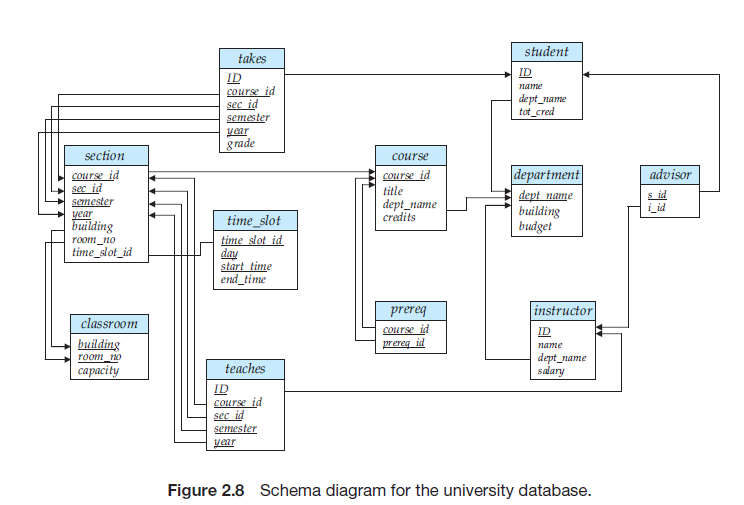 takes
ID
course_id
sec_id
semester
year
grade
student
ID
name
dept_name
tot_cred
section
course_id
sec_id
semester
year
building
room_no
time_slot_id
course
course_id
title
dept_name
credits
department
dept_name
building
budget
advisor
s_id
i_id
time_slot
time_slot_id
day
start_time
end_time
prereq
course_id
prereq_id
instructor
ID
name
dept_name
salary
classroom
building
room_no
capacity
teaches
ID
course_id
sec_id
semester
year
Figure 2.8 Schema diagram for the university database.